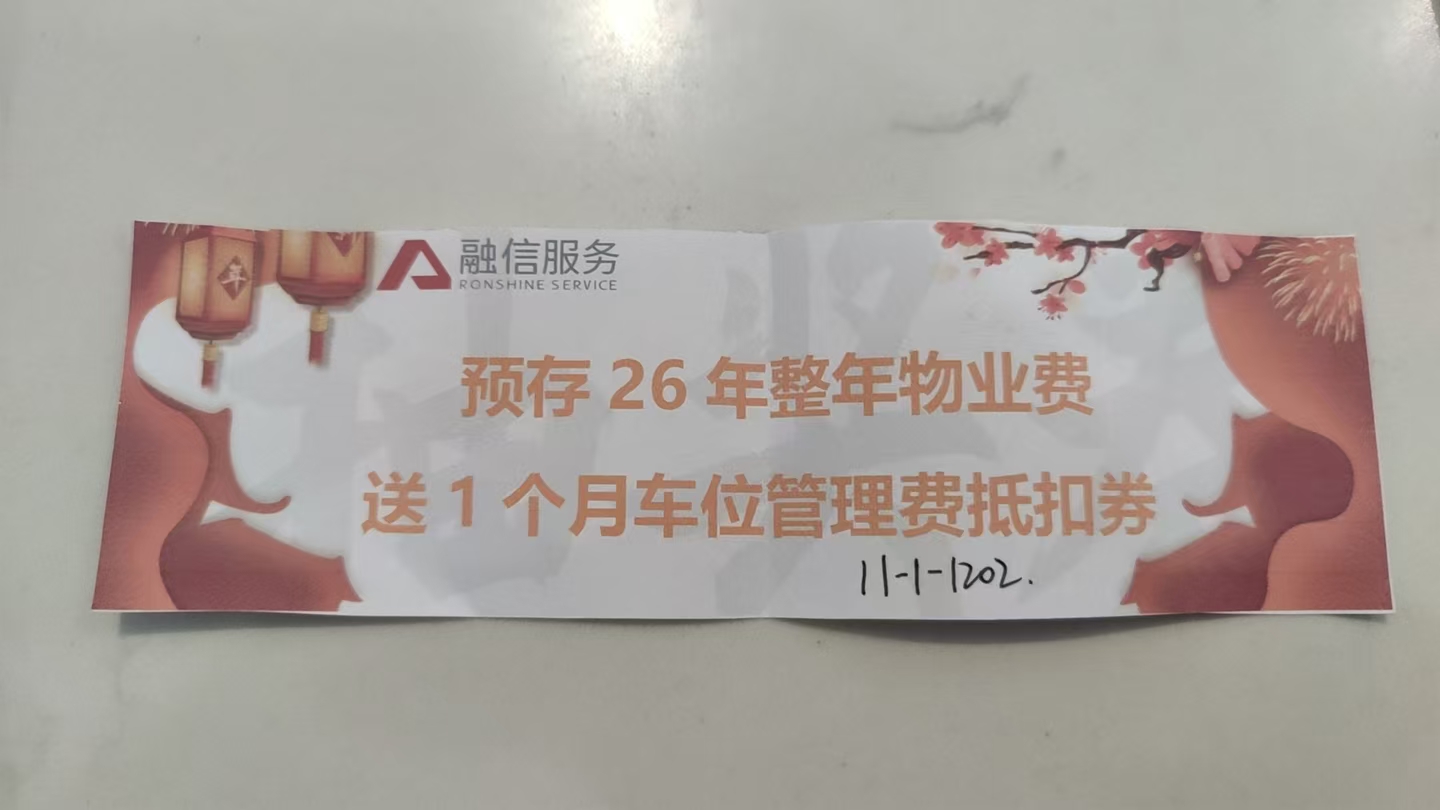 融信服务
RONSHINE SERVICE
预存 26 年整年物业费
送 1 个月车位管理费抵扣券
11-1-1202.